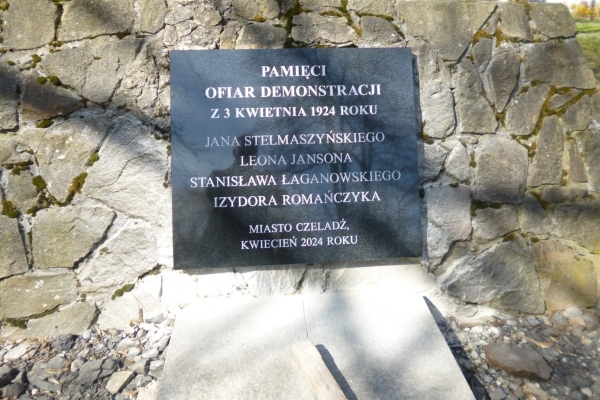 PAMIĘCI
OFIAR DEMONSTRACJI
Z 3 KWIETNIA 1924 ROKU
JANA STELMASZYŃSKIEGO
LEONA JANSONA
STANISŁAWA ŁAGANOWSKIEGO
IZYDORA ROMAŃCZYKA
MIASTO CZELADŹ,
KWIECIEŃ 2024 ROKU